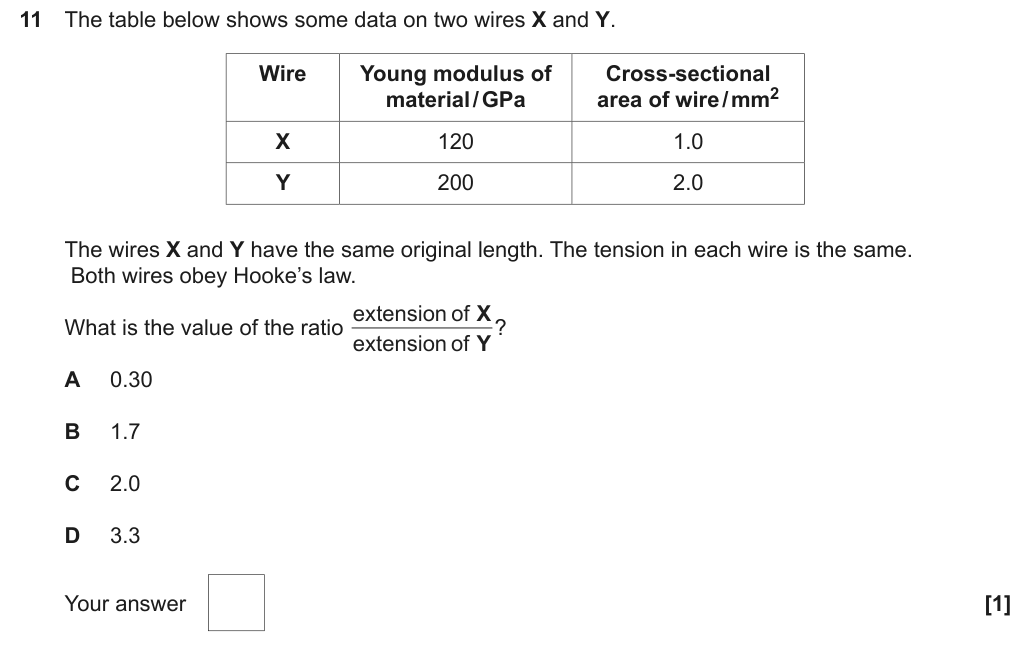 11 The table below shows some data on two wires X and Y.
Wire Young modulus of material / GPa Cross-sectional area of wire / mm²
X 120 1.0
Y 200 2.0
The wires X and Y have the same original length. The tension in each wire is the same.
Both wires obey Hooke's law.
What is the value of the ratio extension of X / extension of Y ?
A 0.30
B 1.7
C 2.0
D 3.3
Your answer [1]